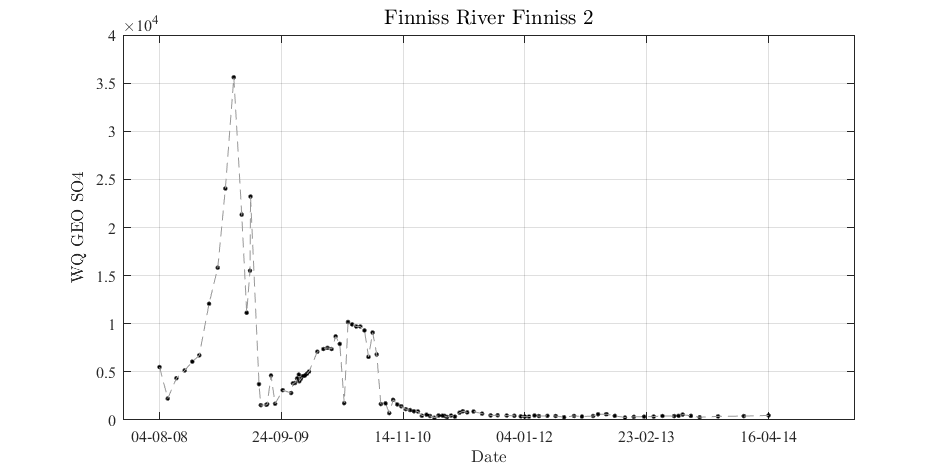 Finniss River Finniss 2
×10⁴
4
3.5
3
2.5
2
1.5
1
0.5
0
WQ GEO SO4
04-08-08 24-09-09 14-11-10 04-01-12 23-02-13 16-04-14
Date